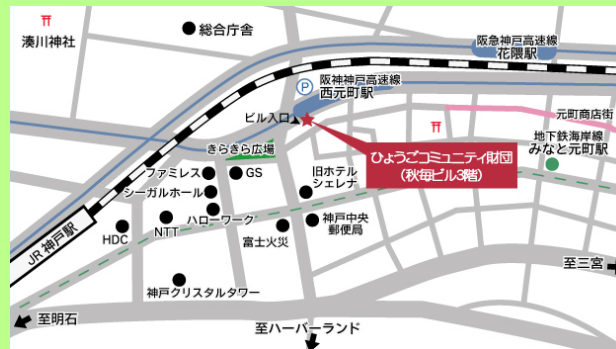 湊川神社
総合庁舎
阪急神戸高速線
花隈駅
阪神神戸高速線
西元町駅
P
ビル入口▲
元町商店街
地下鉄海岸線
みなと元町駅
きらきら広場
ひょうごコミュニティ財団
（秋毎ビル3階）
ファミレス
GS
旧ホテル
シェレナ
シーガルホール
ハローワーク
HDC
NTT
富士火災
神戸中央
郵便局
JR 神戸駅
至三宮
神戸クリスタルタワー
至明石
至ハーバーランド